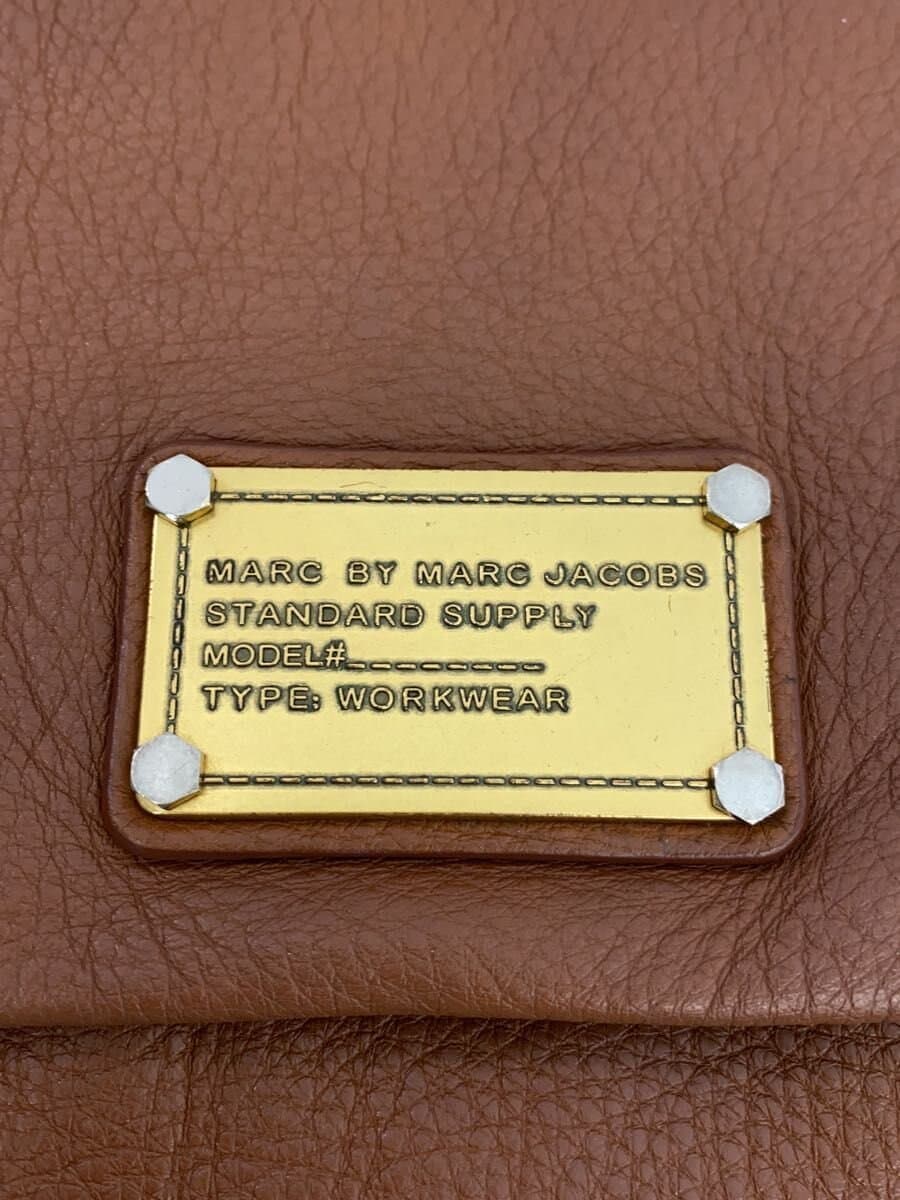 MARC BY MARC JACOBS
STANDARD SUPPLY
MODEL#_________
TYPE: WORKWEAR